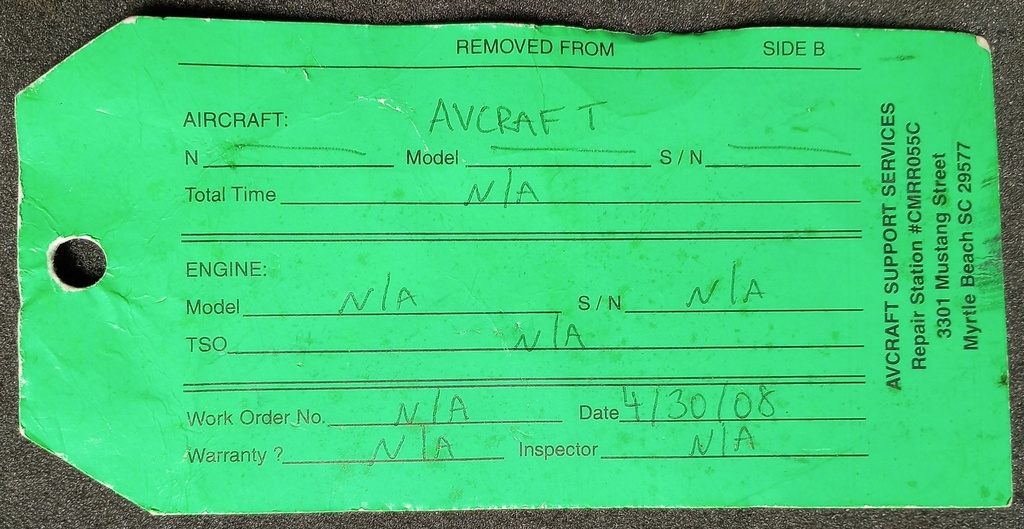 REMOVED FROM SIDE B
AIRCRAFT: AVCRAFT
N Model S / N
Total Time N/A
ENGINE:
Model N/A S / N N/A
TSO N/A
Work Order No. N/A Date 4/30/08
Warranty ? N/A Inspector N/A
AVCRAFT SUPPORT SERVICES
Repair Station #CMRR055C
3301 Mustang Street
Myrtle Beach SC 29577